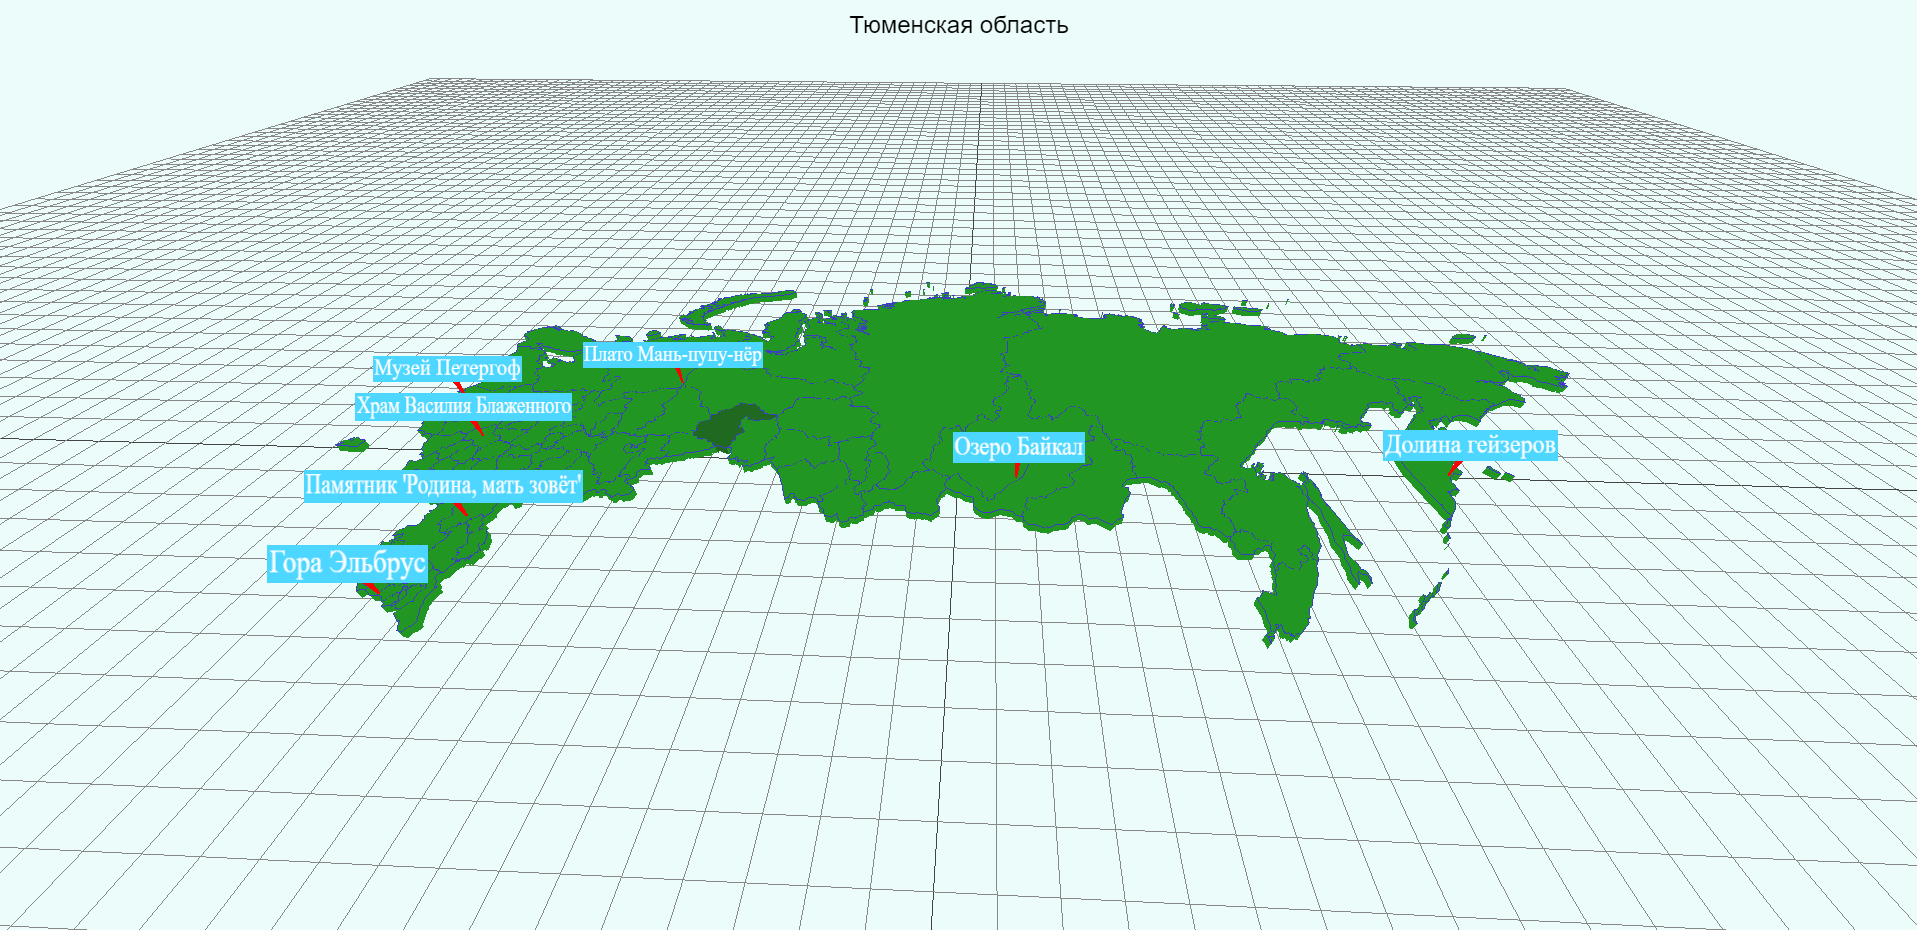 Тюменская область
Плато Мань-пупу-нёр
Музей Петергоф
Храм Василия Блаженного
Озеро Байкал
Долина гейзеров
Памятник 'Родина, мать зовёт'
Гора Эльбрус